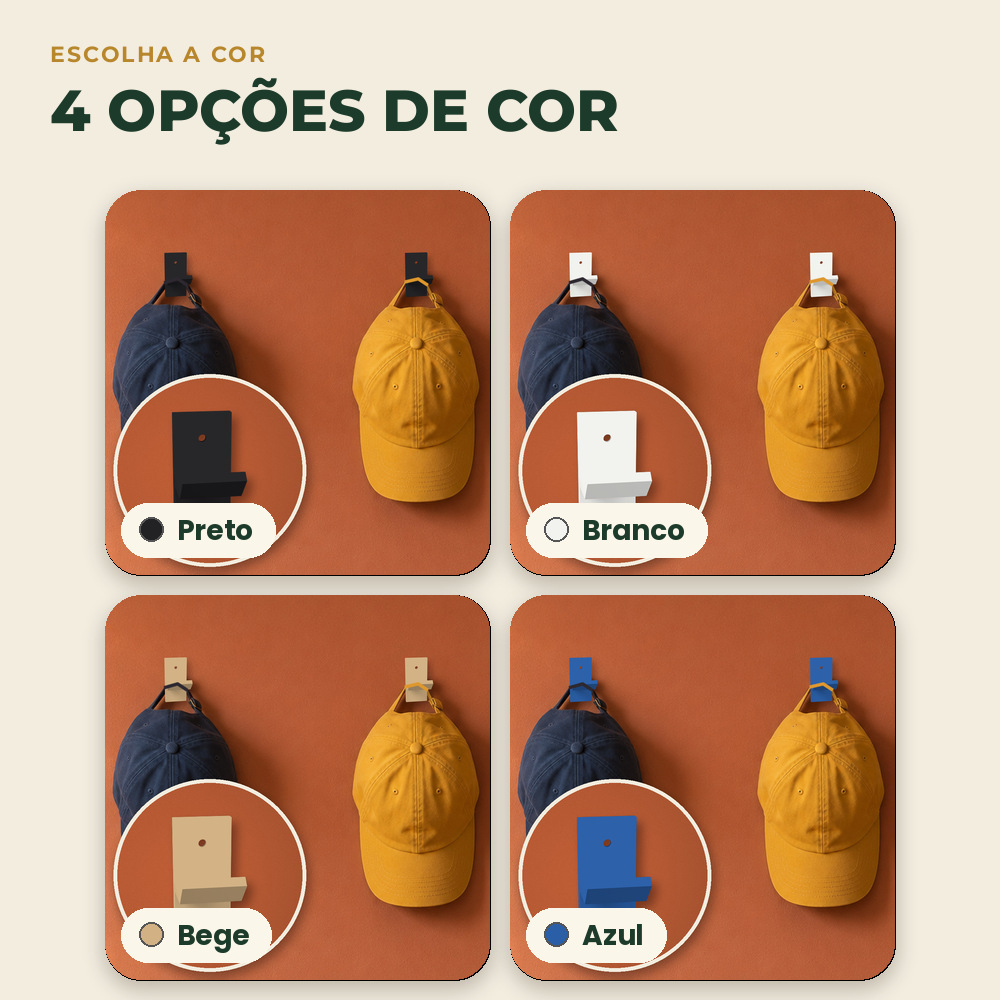 ESCOLHA A COR
4 OPÇÕES DE COR
Preto
Branco
Bege
Azul